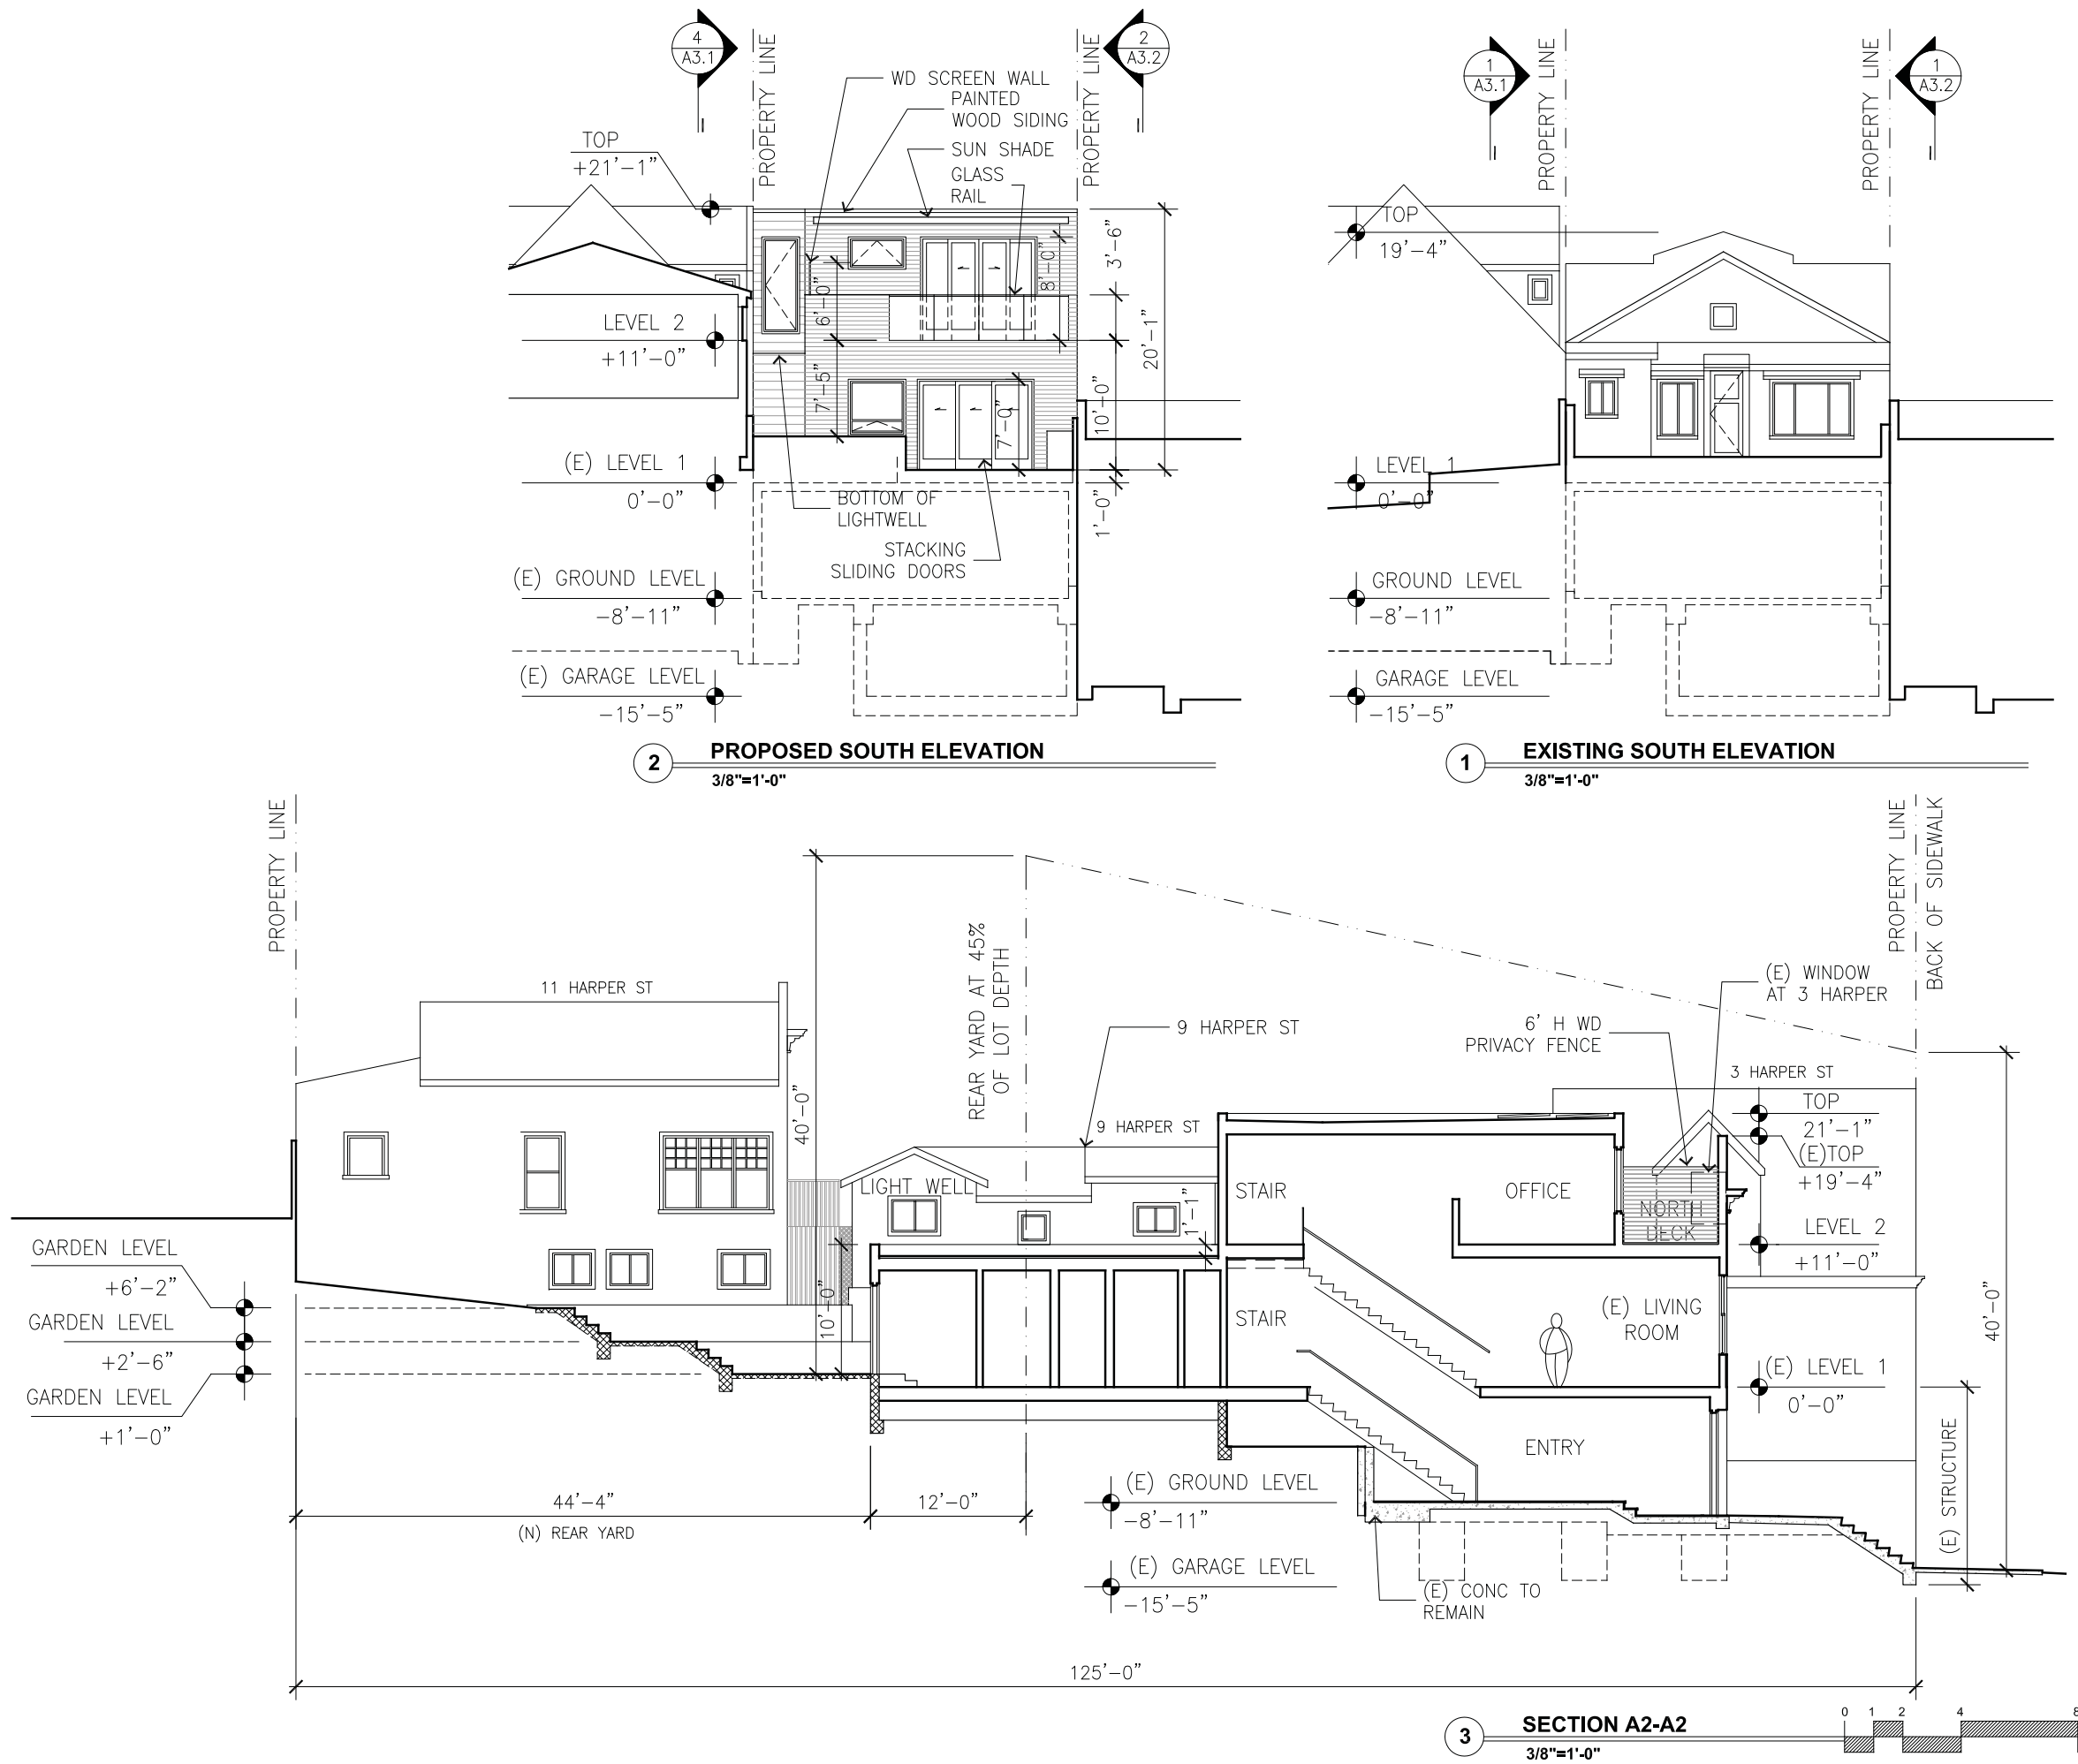 4
A3.1
PROPERTY LINE
PROPERTY LINE
2
A3.2
WD SCREEN WALL
PAINTED
WOOD SIDING
SUN SHADE
GLASS
RAIL
TOP
+21'-1"
LEVEL 2
+11'-0"
(E) LEVEL 1
0'-0"
(E) GROUND LEVEL
-8'-11"
(E) GARAGE LEVEL
-15'-5"
6'-0"
7'-5"
8'-0"
7'-0"
3'-6"
10'-0"
20'-1"
1'-0"
BOTTOM OF
LIGHTWELL
STACKING
SLIDING DOORS
2
PROPOSED SOUTH ELEVATION
3/8"=1'-0"
1
A3.1
PROPERTY LINE
PROPERTY LINE
1
A3.2
TOP
19'-4"
LEVEL 1
0'-0"
GROUND LEVEL
-8'-11"
GARAGE LEVEL
-15'-5"
1
EXISTING SOUTH ELEVATION
3/8"=1'-0"
PROPERTY LINE
11 HARPER ST
40'-0"
REAR YARD AT 45%
OF LOT DEPTH
9 HARPER ST
9 HARPER ST
6' H WD
PRIVACY FENCE
(E) WINDOW
AT 3 HARPER
PROPERTY LINE
BACK OF SIDEWALK
3 HARPER ST
TOP
21'-1"
(E)TOP
+19'-4"
LEVEL 2
+11'-0"
(E) LEVEL 1
0'-0"
40'-0"
(E) STRUCTURE
LIGHT WELL
1'-1"
10'-0"
STAIR
OFFICE
NORTH
DECK
STAIR
(E) LIVING
ROOM
ENTRY
GARDEN LEVEL
+6'-2"
GARDEN LEVEL
+2'-6"
GARDEN LEVEL
+1'-0"
44'-4"
(N) REAR YARD
12'-0"
(E) GROUND LEVEL
-8'-11"
(E) GARAGE LEVEL
-15'-5"
(E) CONC TO
REMAIN
125'-0"
3
SECTION A2-A2
3/8"=1'-0"
0 1 2 4 8